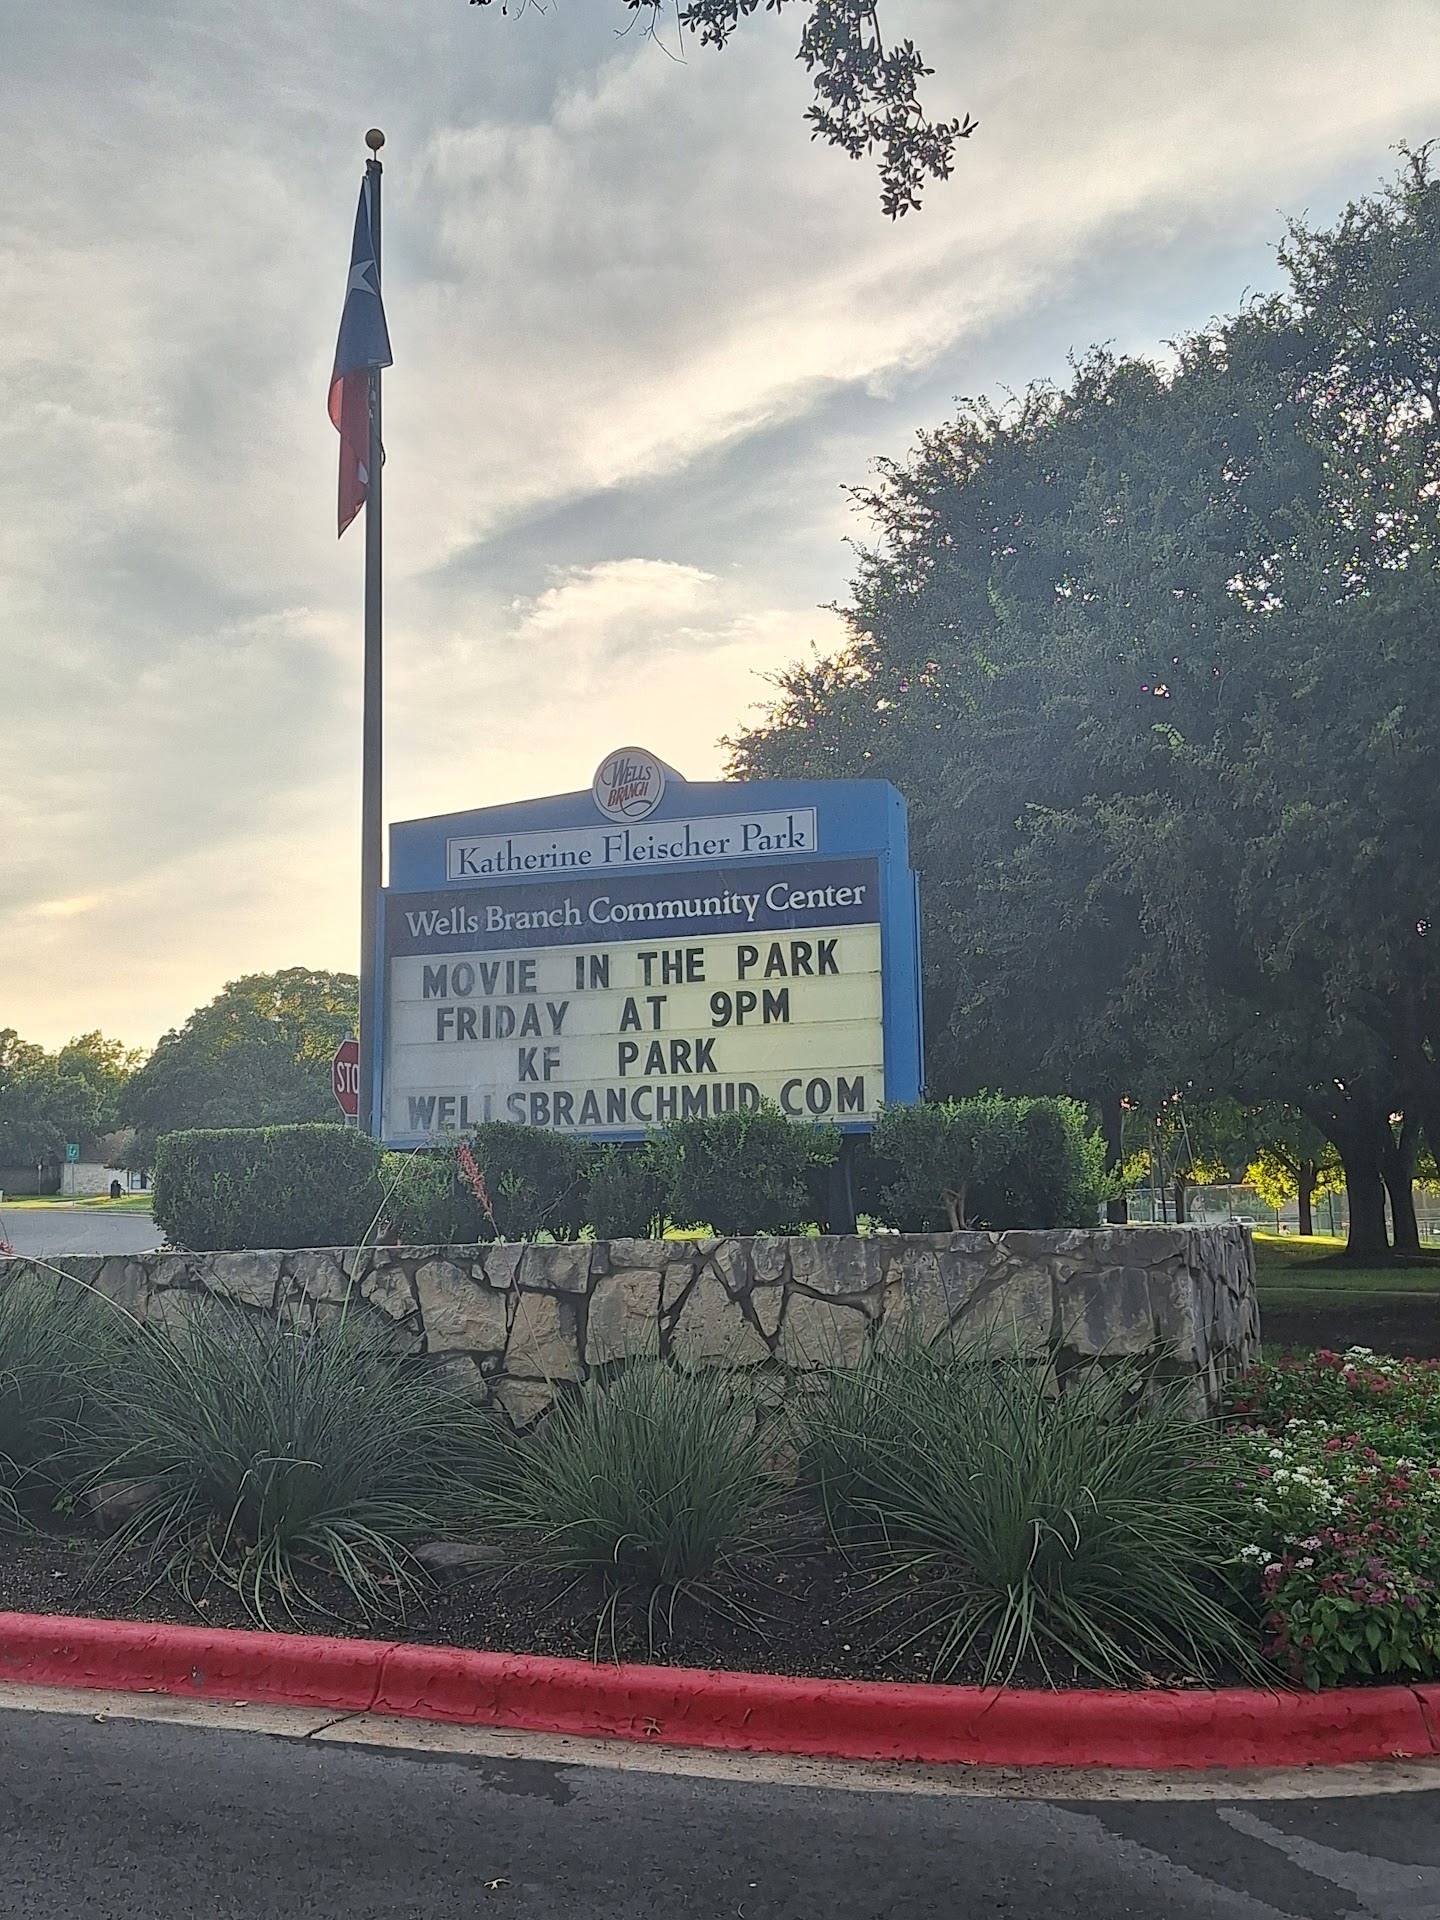 WELLS
BRANCH
Katherine Fleischer Park
Wells Branch Community Center
MOVIE IN THE PARK
FRIDAY AT 9PM
KF PARK
WELLSBRANCHMUD.COM
STO